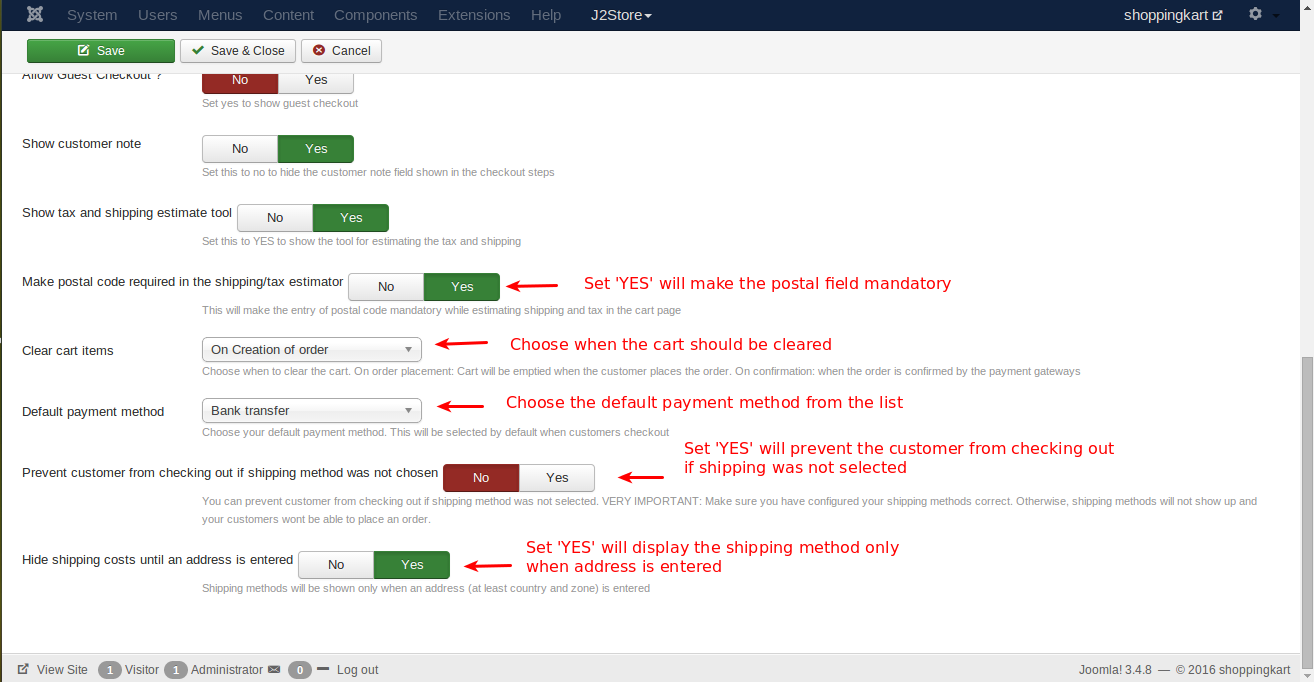 System Users Menus Content Components Extensions Help J2Store shoppingkart
Save Save & Close Cancel
Allow Guest Checkout ? No Yes
Set yes to show guest checkout
Show customer note No Yes
Set this to no to hide the customer note field shown in the checkout steps
Show tax and shipping estimate tool No Yes
Set this to YES to show the tool for estimating the tax and shipping
Make postal code required in the shipping/tax estimator No Yes Set 'YES' will make the postal field mandatory
This will make the entry of postal code mandatory while estimating shipping and tax in the cart page
Clear cart items On Creation of order Choose when the cart should be cleared
Choose when to clear the cart. On order placement: Cart will be emptied when the customer places the order. On confirmation: when the order is confirmed by the payment gateways
Default payment method Bank transfer Choose the default payment method from the list
Choose your default payment method. This will be selected by default when customers checkout
Set 'YES' will prevent the customer from checking out
if shipping was not selected
Prevent customer from checking out if shipping method was not chosen No Yes
You can prevent customer from checking out if shipping method was not selected. VERY IMPORTANT: Make sure you have configured your shipping methods correct. Otherwise, shipping methods will not show up and
your customers wont be able to place an order.
Set 'YES' will display the shipping method only
when address is entered
Hide shipping costs until an address is entered No Yes
Shipping methods will be shown only when an address (at least country and zone) is entered
View Site 1 Visitor 1 Administrator 0 Log out Joomla! 3.4.8 — © 2016 shoppingkart